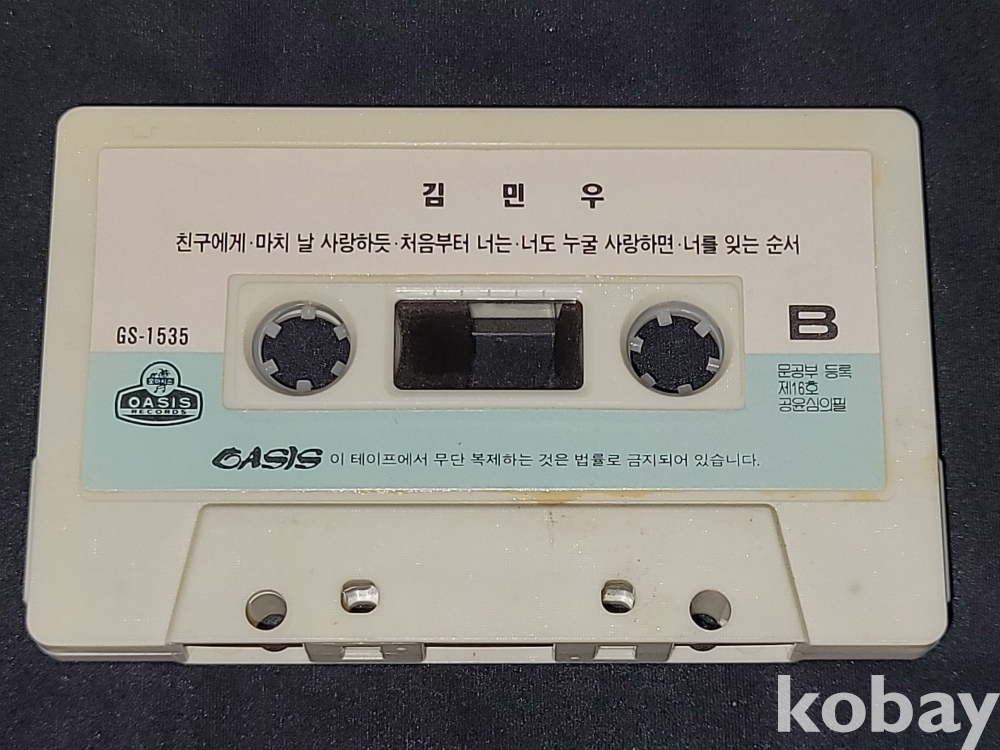 김 민 우
친구에게·마치 날 사랑하듯·처음부터 너는·너도 누굴 사랑하면·너를 잊는 순서
GS-1535
B
오아시스
OASIS
RECORDS
문공부 등록
제16호
공윤심의필
OASIS 이 테이프에서 무단 복제하는 것은 법률로 금지되어 있습니다.
kobay